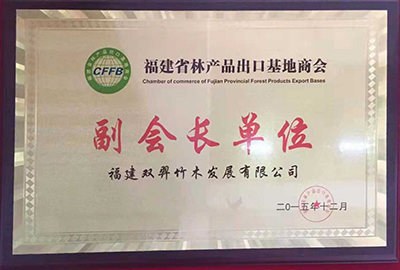 CFFB
福建省林产品出口基地商会
Chamber of commerce of Fujian Provincial Forest Products Export Bases
副会长单位
福建双羿竹木发展有限公司
二〇一五年十二月